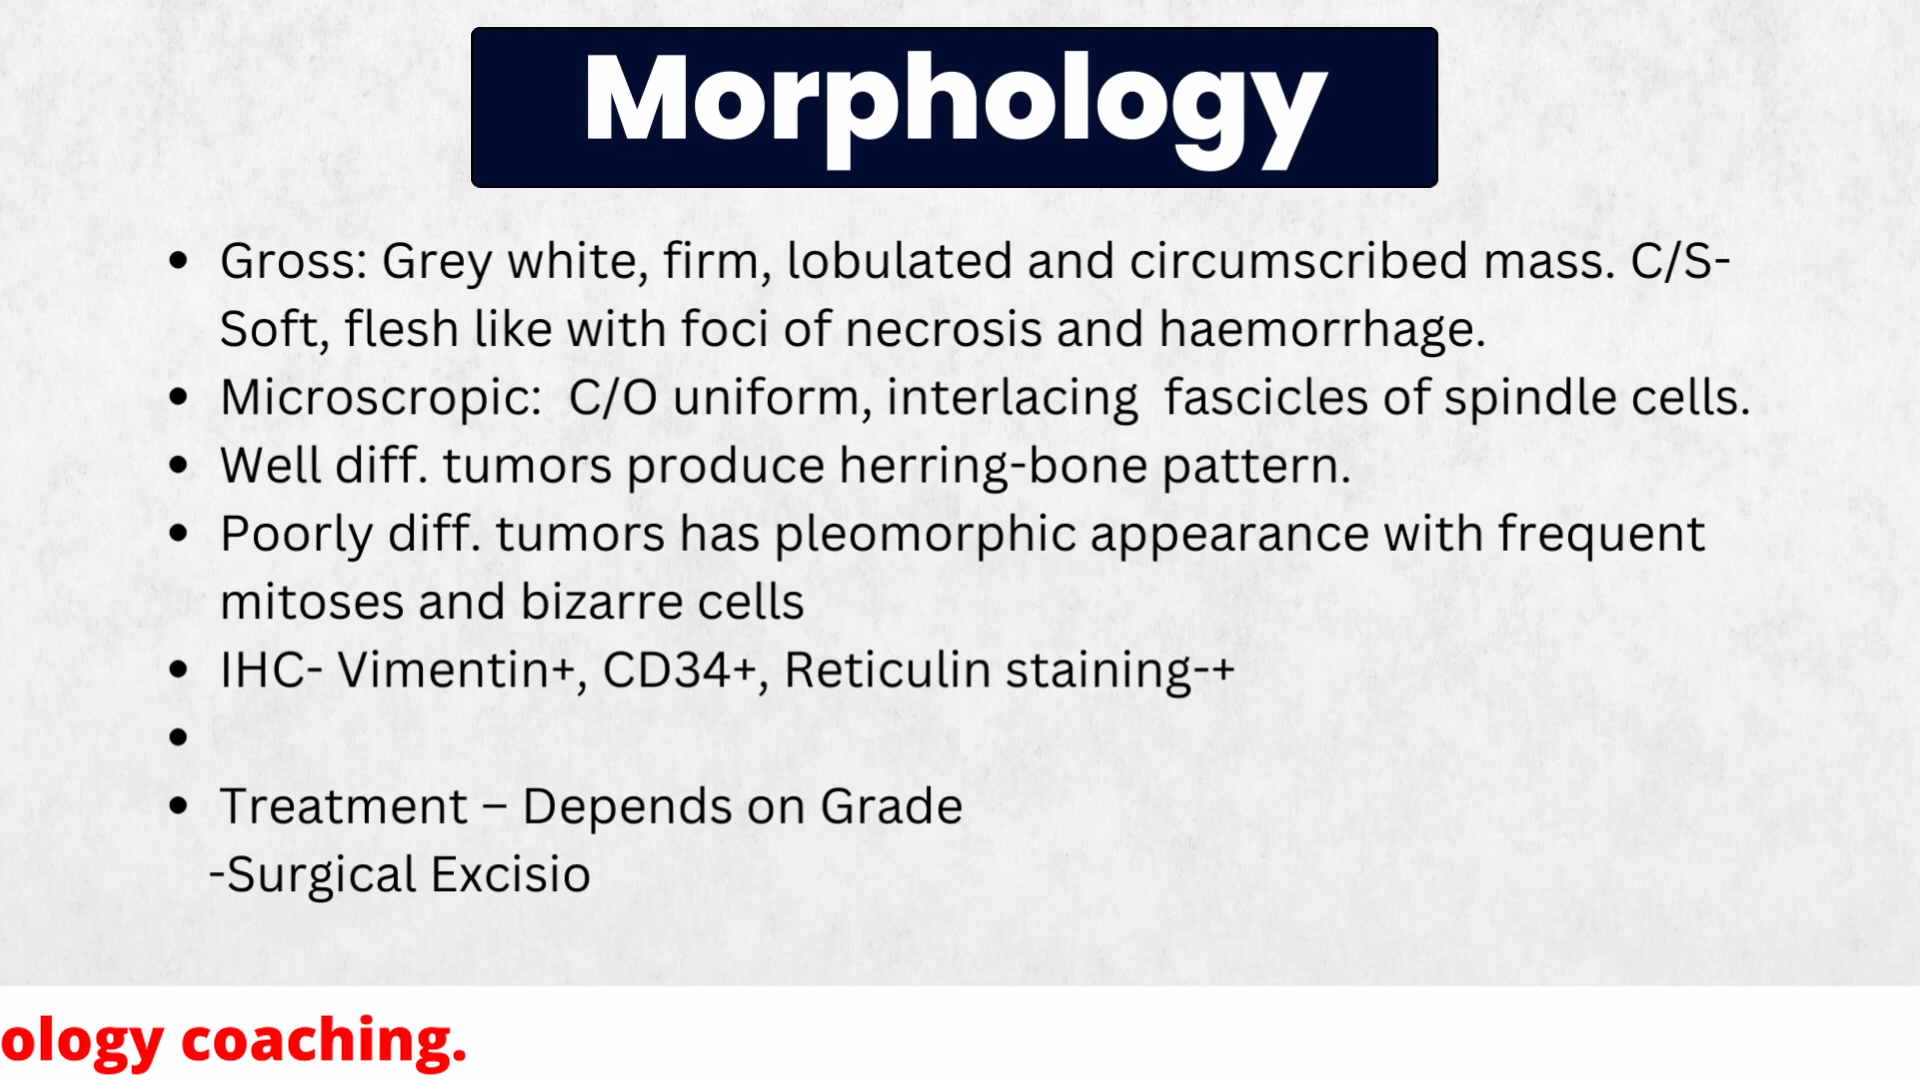 Morphology
• Gross: Grey white, firm, lobulated and circumscribed mass. C/S-
Soft, flesh like with foci of necrosis and haemorrhage.
• Microscropic:  C/O uniform, interlacing  fascicles of spindle cells.
• Well diff. tumors produce herring-bone pattern.
• Poorly diff. tumors has pleomorphic appearance with frequent
mitoses and bizarre cells
• IHC- Vimentin+, CD34+, Reticulin staining-+
•
• Treatment – Depends on Grade
-Surgical Excisio
ology coaching.